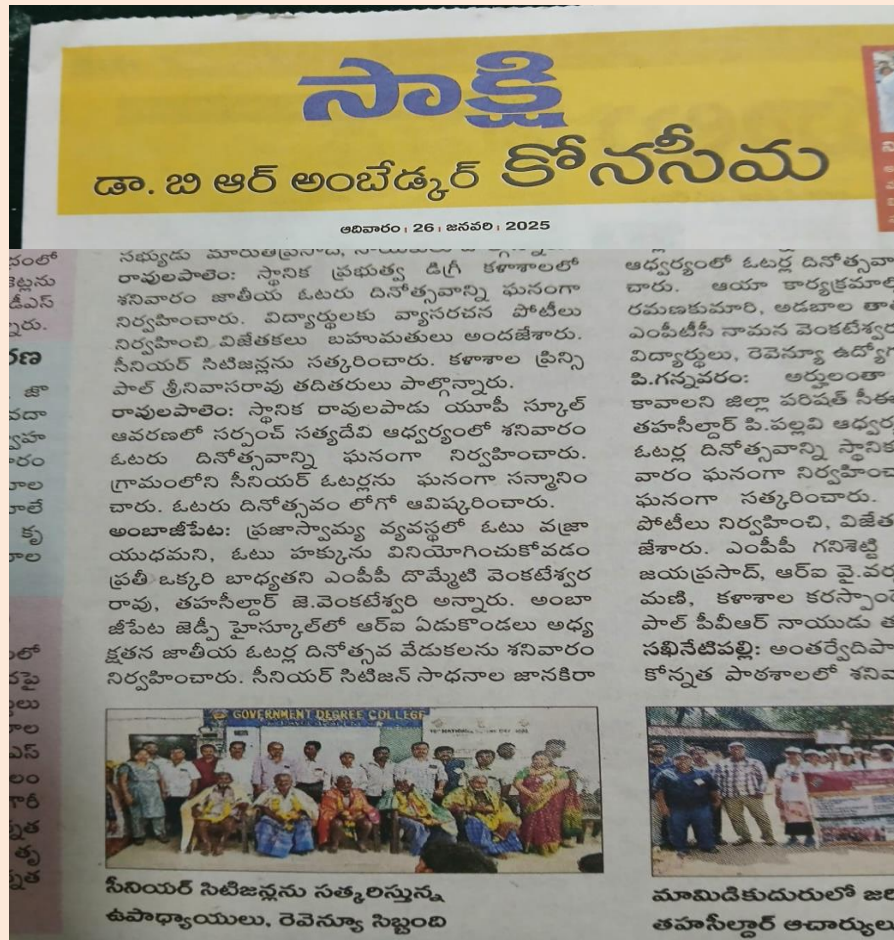 సాక్షి
డా. బి ఆర్ అంబేడ్కర్ కోనసీమ
ఆదివారం | 26 | జనవరి | 2025
రావులపాలెం: స్థానిక ప్రభుత్వ డిగ్రీ కళాశాలలో
శనివారం జాతీయ ఓటరు దినోత్సవాన్ని ఘనంగా
నిర్వహించారు. విద్యార్థులకు వ్యాసరచన పోటీలు
నిర్వహించి విజేతకలు బహుమతులు అందజేశారు.
సీనియర్ సిటిజన్లను సత్కరించారు. కళాశాల ప్రిన్సి
పాల్ శ్రీనివాసరావు తదితరులు పాల్గొన్నారు.
రావులపాలెం: స్థానిక రావులపాడు యూపీ స్కూల్
ఆవరణలో సర్పంచ్ సత్యదేవి ఆధ్వర్యంలో శనివారం
ఓటరు దినోత్సవాన్ని ఘనంగా నిర్వహించారు.
గ్రామంలోని సీనియర్ ఓటర్లను ఘనంగా సన్మానిం
చారు. ఓటరు దినోత్సవం లోగో ఆవిష్కరించారు.
అంబాజీపేట: ప్రజాస్వామ్య వ్యవస్థలో ఓటు వజ్రా
యుధమని, ఓటు హక్కును వినియోగించుకోవడం
ప్రతీ ఒక్కరి బాధ్యతని ఎంపీపీ దొమ్మేటి వెంకటేశ్వర
రావు, తహసీల్దార్ జె.వెంకటేశ్వరి అన్నారు. అంబా
జీపేట జెడ్పీ హైస్కూల్‌లో ఆర్ఐ ఏడుకొండలు అధ్య
క్షతన జాతీయ ఓటర్ల దినోత్సవ వేడుకలను శనివారం
నిర్వహించారు. సీనియర్ సిటిజన్ సాధనాల జానకిరా
GOVERNMENT DEGREE COLLEGE
సీనియర్ సిటిజన్లను సత్కరిస్తున్న
ఉపాధ్యాయులు, రెవెన్యూ సిబ్బంది
ఆధ్వర్యంలో ఓటర్ల దినోత్సవా
చారు. ఆయా కార్యక్రమాల్
రమణకుమారి, అడబాల తా
ఎంపీటీసీ నామన వెంకటేశ్వర
విద్యార్థులు, రెవెన్యూ ఉద్యోగ
పి.గన్నవరం: అర్హులంతా
కావాలని జిల్లా పరిషత్ సీఈ
తహసీల్దార్ పి.పల్లవి ఆధ్వర్య
ఓటర్ల దినోత్సవాన్ని స్థానిక
వారం ఘనంగా నిర్వహించ
ఘనంగా సత్కరించారు.
పోటీలు నిర్వహించి, విజేత
జేశారు. ఎంపీపీ గనిశెట్టి
జయప్రసాద్, ఆర్ఐ వై.వర
మణి, కళాశాల కరస్పాండె
పాల్ పీవీఆర్ నాయుడు త
సఖినేటిపల్లి: అంతర్వేదిపా
కోన్నత పాఠశాలలో శనివ
మామిడికుదురులో జరి
తహసీల్దార్ ఆచార్యులు